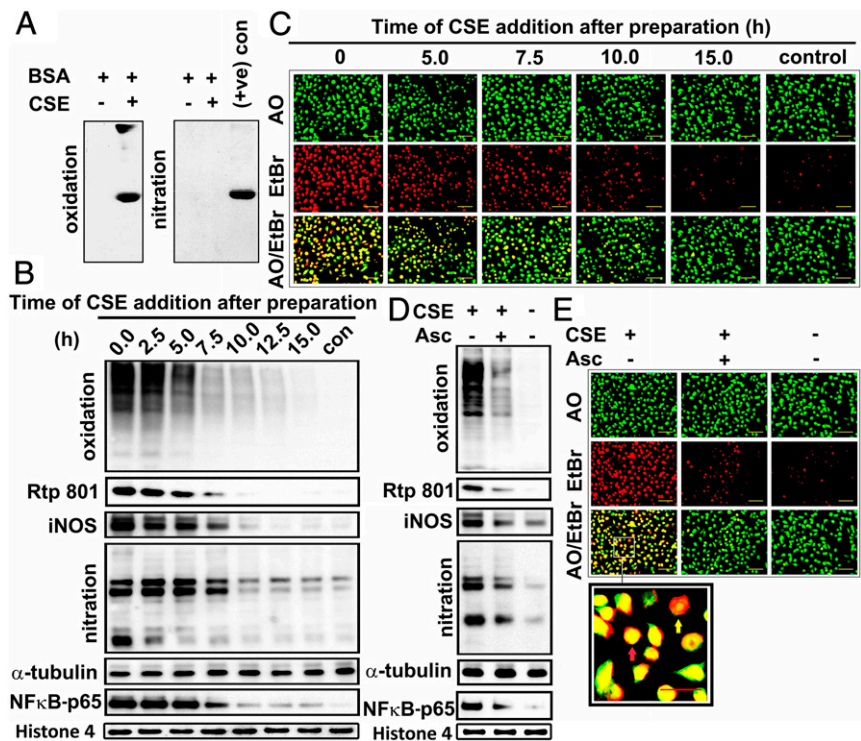 A
BSA + + + +
CSE - + - + (+ve) con
oxidation
nitration
C
Time of CSE addition after preparation (h)
0 5.0 7.5 10.0 15.0 control
AO
EtBr
AO/EtBr
B
Time of CSE addition after preparation
(h) 0.0 2.5 5.0 7.5 10.0 12.5 15.0 con
oxidation
Rtp 801
iNOS
nitration
α-tubulin
NFκB-p65
Histone 4
D
CSE + + -
Asc - + -
oxidation
Rtp 801
iNOS
nitration
α-tubulin
NFκB-p65
Histone 4
E
CSE + + -
Asc - + -
AO
EtBr
AO/EtBr